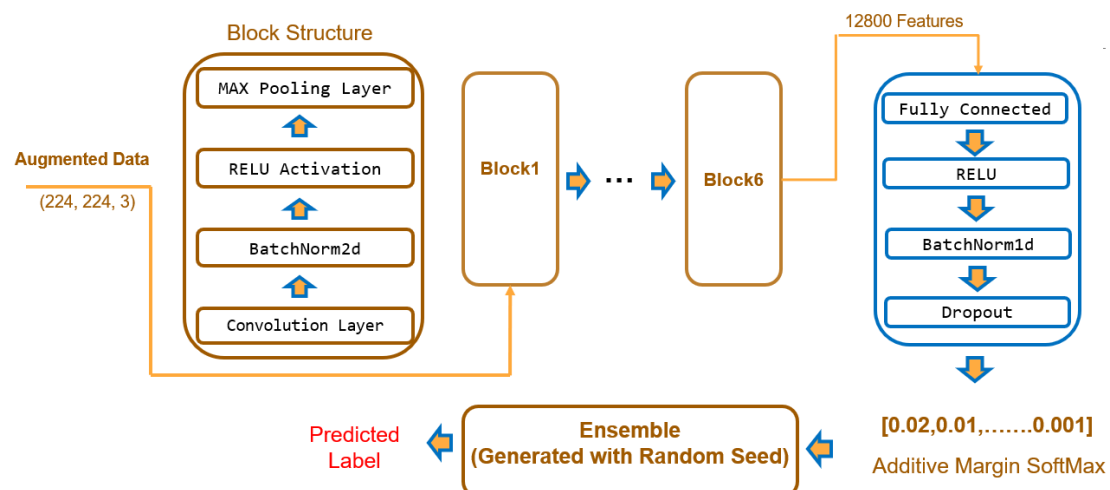 12800 Features
Block Structure
MAX Pooling Layer
RELU Activation
BatchNorm2d
Convolution Layer
Augmented Data
(224, 224, 3)
Block1
...
Block6
Fully Connected
RELU
BatchNorm1d
Dropout
[0.02,0.01,.......0.001]
Additive Margin SoftMax
Ensemble
(Generated with Random Seed)
Predicted
Label